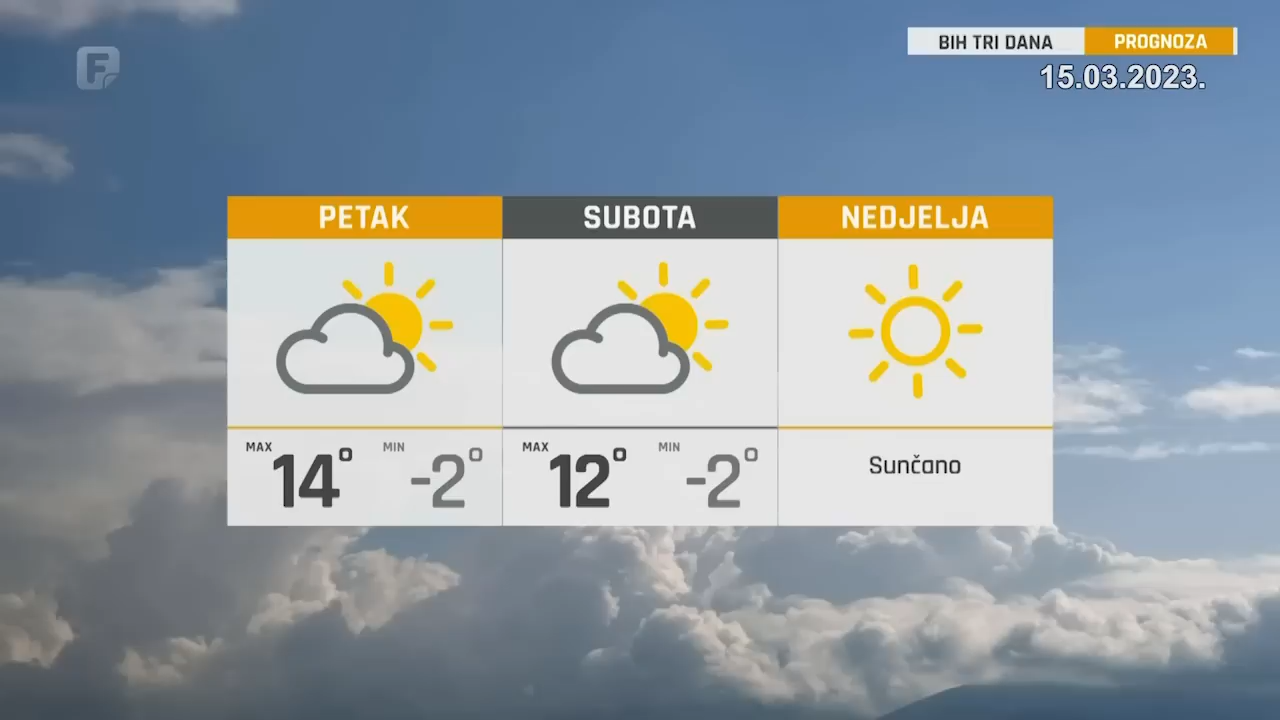 F
BIH TRI DANA PROGNOZA
15.03.2023.
PETAK SUBOTA NEDJELJA
MAX 14° MIN -2° MAX 12° MIN -2° Sunčano